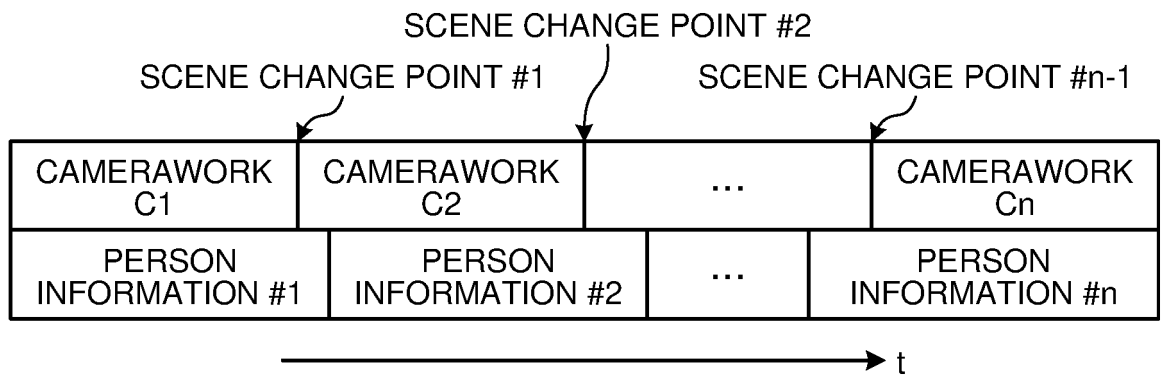 SCENE CHANGE POINT #2
SCENE CHANGE POINT #1
SCENE CHANGE POINT #n-1
CAMERAWORK
C1
CAMERAWORK
C2
...
CAMERAWORK
Cn
PERSON
INFORMATION #1
PERSON
INFORMATION #2
...
PERSON
INFORMATION #n
t